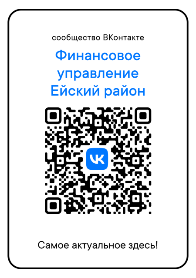 сообщество ВКонтакте
Финансовое
управление
Ейский район
Самое актуальное здесь!